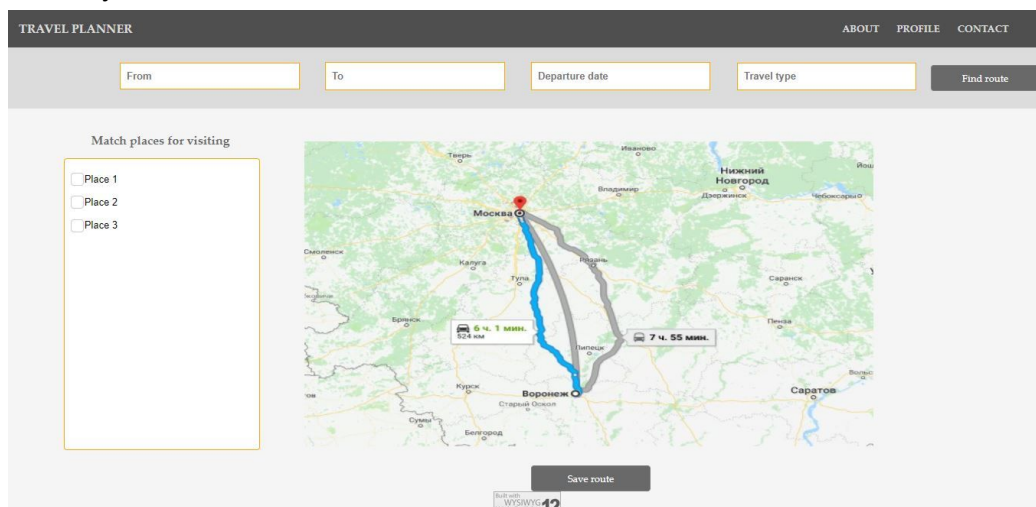 TRAVEL PLANNER
ABOUT PROFILE CONTACT
From
To
Departure date
Travel type
Find route
Match places for visiting
Place 1
Place 2
Place 3
Тверь
Иваново
Нижний
Новгород
Владимир
Дзержинск
Чебоксары
Москва
Смоленск
Калуга
Рязань
Тула
Саранск
Брянск
Пенза
6 ч. 1 мин.
524 км
7 ч. 55 мин.
Липецк
Курск
Воронеж
Старый Оскол
Саратов
Сумы
Белгород
Save route
Built with
WYSIWYG
12